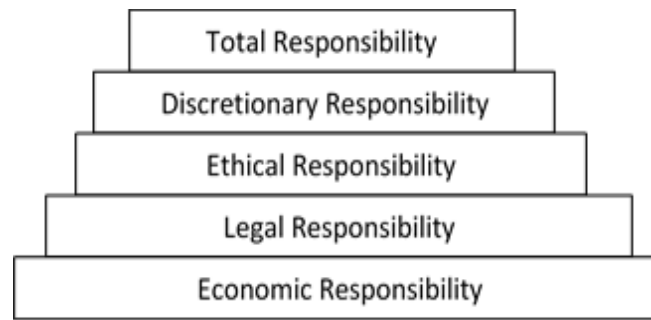 Total Responsibility
Discretionary Responsibility
Ethical Responsibility
Legal Responsibility
Economic Responsibility